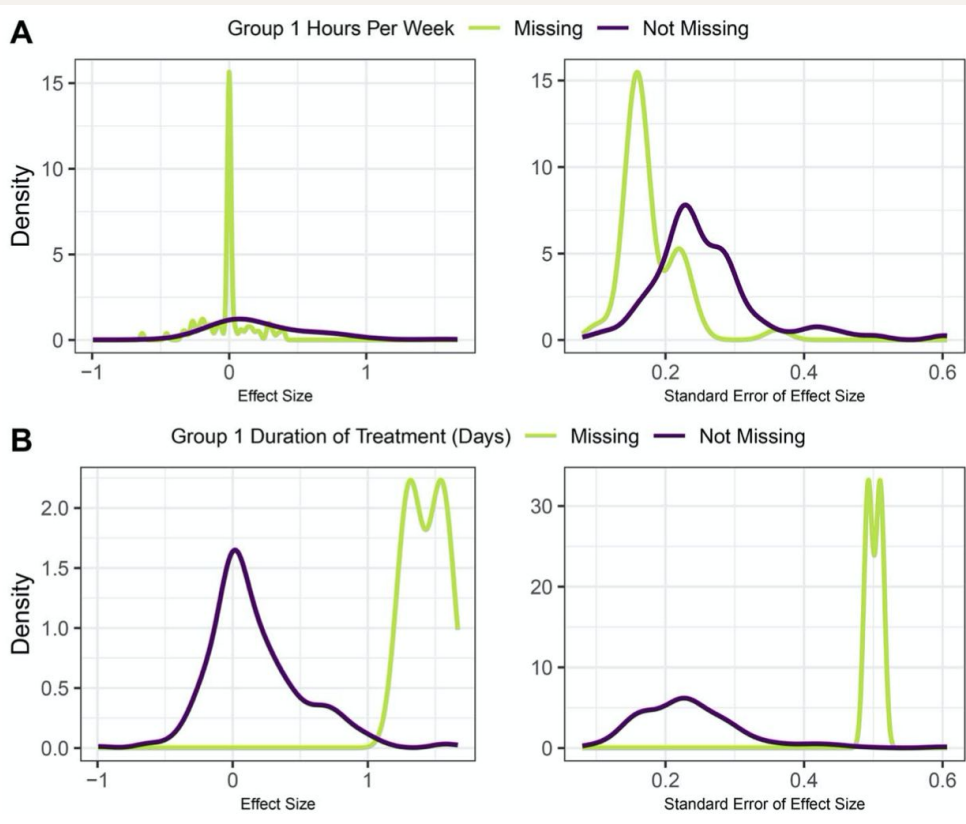 A
Group 1 Hours Per Week Missing Not Missing
Density
15
10
5
0
−1 0 1
Effect Size
15
10
5
0
0.2 0.4 0.6
Standard Error of Effect Size
B
Group 1 Duration of Treatment (Days) Missing Not Missing
Density
2.0
1.5
1.0
0.5
0.0
−1 0 1
Effect Size
30
20
10
0
0.2 0.4 0.6
Standard Error of Effect Size